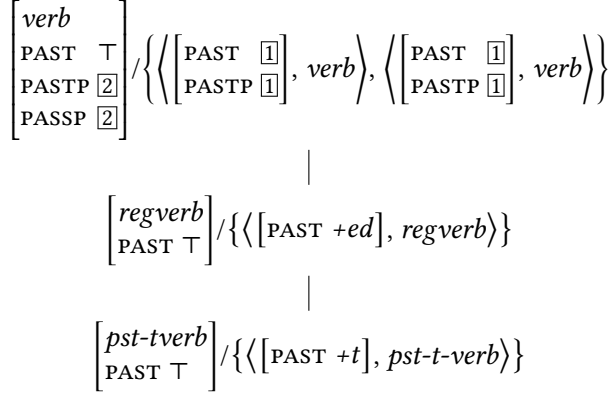 [verb PAST ⊤ PASTP [2] PASSP [2]] / {⟨[PAST [1] PASTP [1]], verb⟩, ⟨[PAST [1] PASTP [1]], verb⟩}
[regverb PAST ⊤] / {⟨[PAST +ed], regverb⟩}
[pst-tverb PAST ⊤] / {⟨[PAST +t], pst-t-verb⟩}